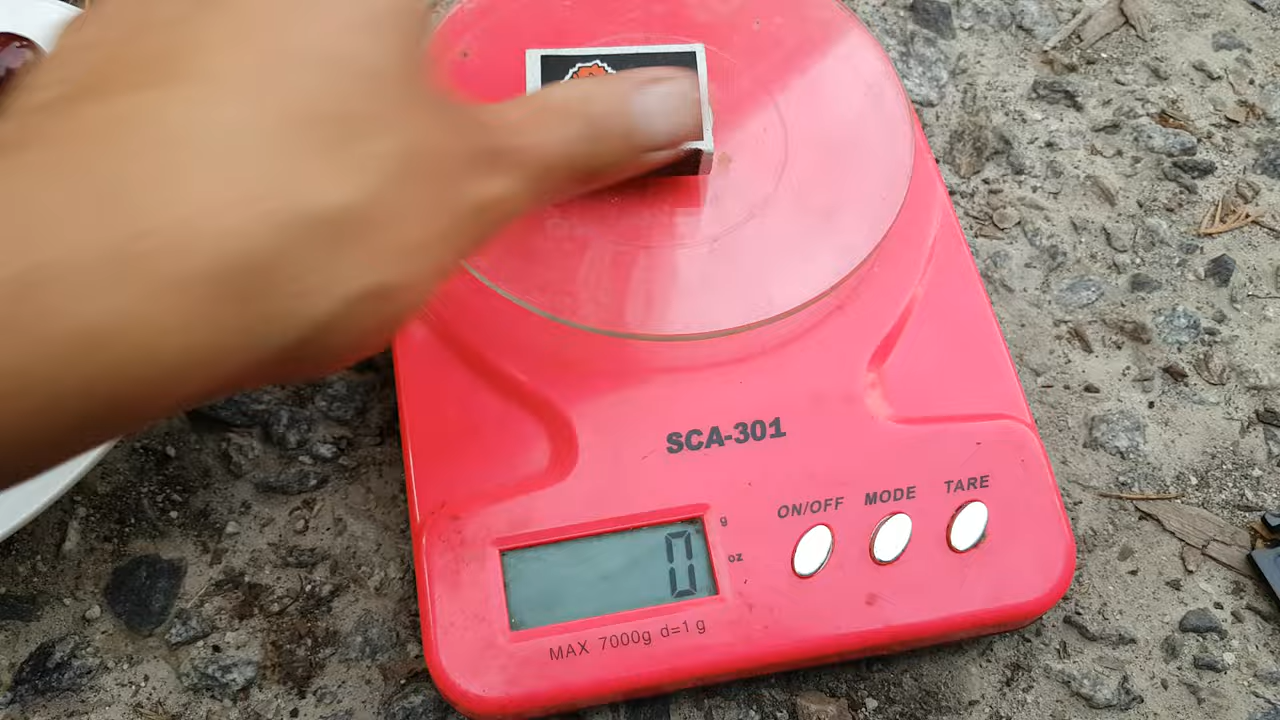 SCA-301
ON/OFF MODE TARE
g
oz
0
MAX 7000g d=1 g